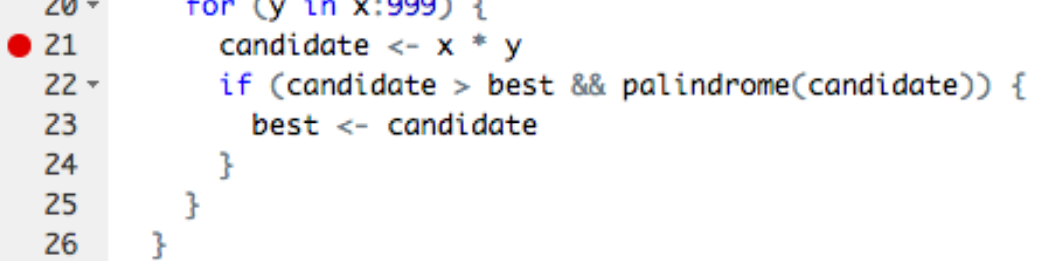 20 for (y in x:999) {
21 candidate <- x * y
22 if (candidate > best && palindrome(candidate)) {
23 best <- candidate
24 }
25 }
26 }